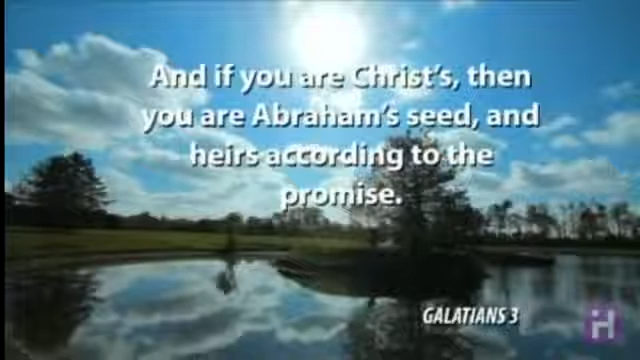 And if you are Christ's, then
you are Abraham's seed, and
heirs according to the
promise.
GALATIANS 3
H